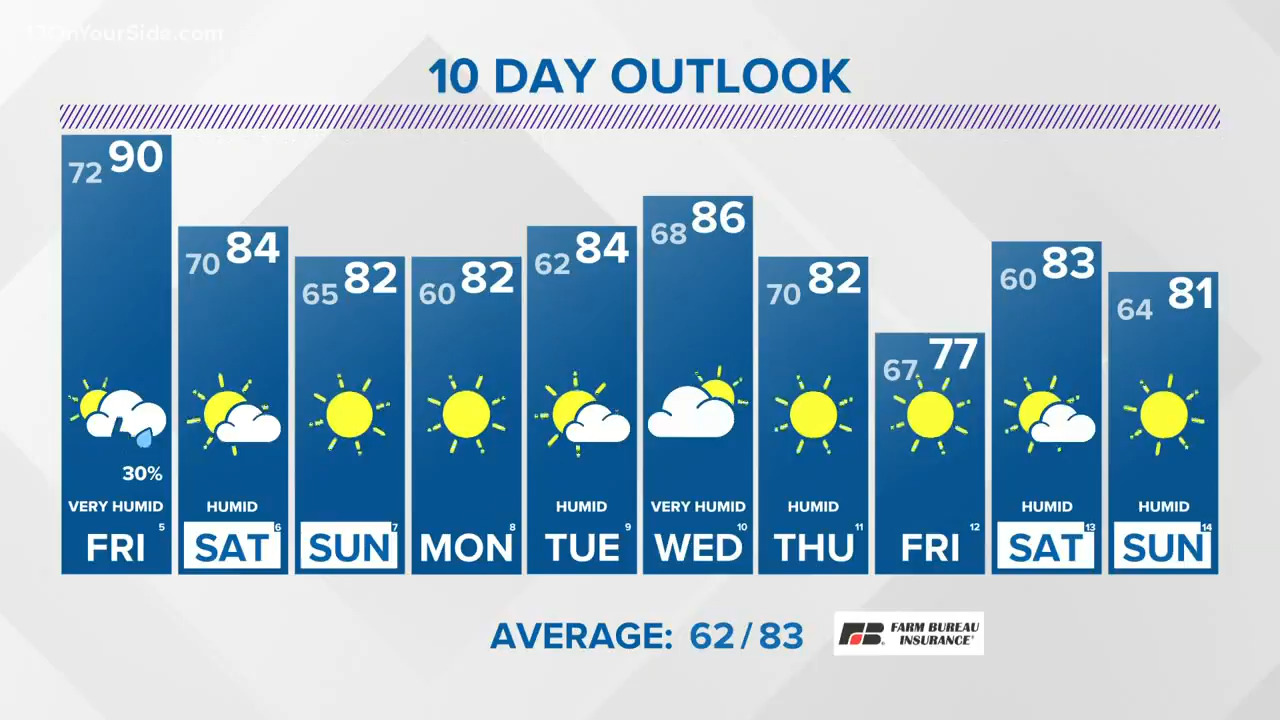 13OnYourSide.com
10 DAY OUTLOOK
72 90
70 84
65 82
60 82
62 84
68 86
70 82
67 77
60 83
64 81
30%
VERY HUMID
HUMID
HUMID
VERY HUMID
HUMID
HUMID
HUMID
FRI 5
SAT 6
SUN 7
MON 8
TUE 9
WED 10
THU 11
FRI 12
SAT 13
SUN 14
AVERAGE: 62 / 83
FB
FARM BUREAU
INSURANCE